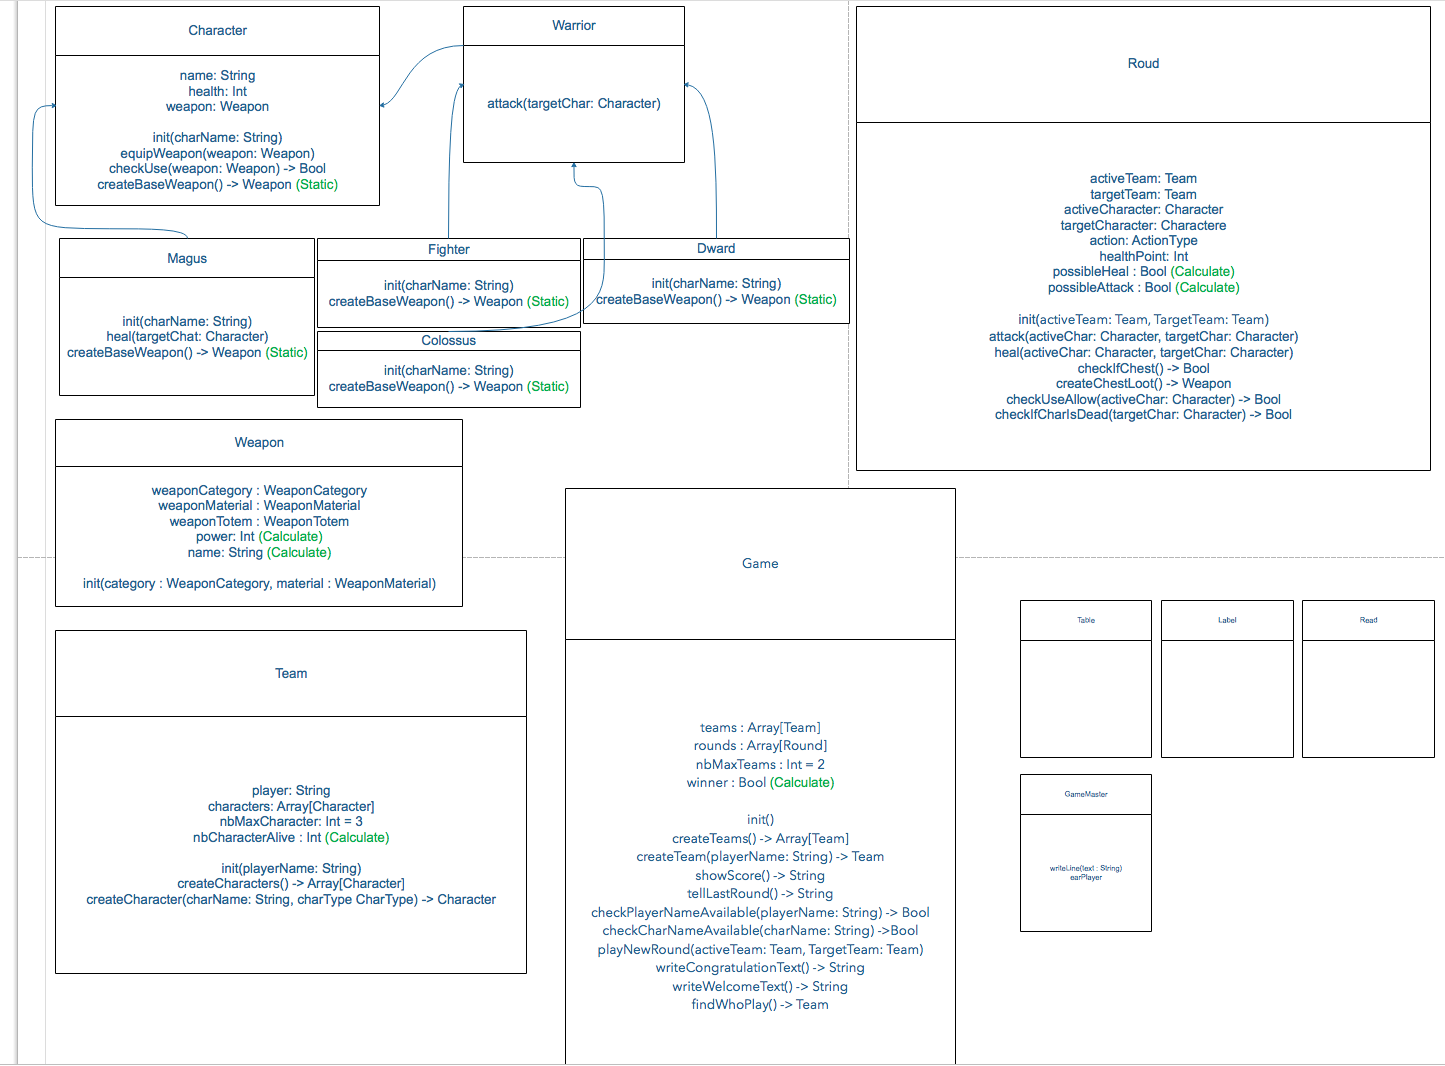 Character
name: String
health: Int
weapon: Weapon
init(charName: String)
equipWeapon(weapon: Weapon)
checkUse(weapon: Weapon) -> Bool
createBaseWeapon() -> Weapon (Static)
Warrior
attack(targetChar: Character)
Roud
activeTeam: Team
targetTeam: Team
activeCharacter: Character
targetCharacter: Charactere
action: ActionType
healthPoint: Int
possibleHeal : Bool (Calculate)
possibleAttack : Bool (Calculate)
init(activeTeam: Team, TargetTeam: Team)
attack(activeChar: Character, targetChar: Character)
heal(activeChar: Character, targetChar: Character)
checkIfChest() -> Bool
createChestLoot() -> Weapon
checkUseAllow(activeChar: Character) -> Bool
checkIfCharIsDead(targetChar: Character) -> Bool
Magus
init(charName: String)
heal(targetChat: Character)
createBaseWeapon() -> Weapon (Static)
Fighter
init(charName: String)
createBaseWeapon() -> Weapon (Static)
Dward
init(charName: String)
createBaseWeapon() -> Weapon (Static)
Colossus
init(charName: String)
createBaseWeapon() -> Weapon (Static)
Weapon
weaponCategory : WeaponCategory
weaponMaterial : WeaponMaterial
weaponTotem : WeaponTotem
power: Int (Calculate)
name: String (Calculate)
init(category : WeaponCategory, material : WeaponMaterial)
Game
teams : Array[Team]
rounds : Array[Round]
nbMaxTeams : Int = 2
winner : Bool (Calculate)
init()
createTeams() -> Array[Team]
createTeam(playerName: String) -> Team
showScore() -> String
tellLastRound() -> String
checkPlayerNameAvailable(playerName: String) -> Bool
checkCharNameAvailable(charName: String) ->Bool
playNewRound(activeTeam: Team, TargetTeam: Team)
writeCongratulationText() -> String
writeWelcomeText() -> String
findWhoPlay() -> Team
Team
player: String
characters: Array[Character]
nbMaxCharacter: Int = 3
nbCharacterAlive : Int (Calculate)
init(playerName: String)
createCharacters() -> Array[Character]
createCharacter(charName: String, charType CharType) -> Character
Table
Label
Read
GameMaster
writeLine(text : String)
earPlayer